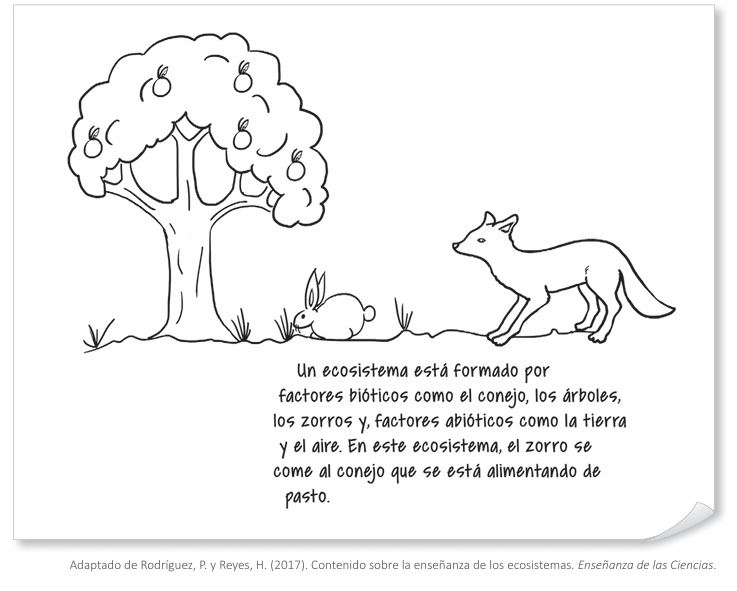 Un ecosistema está formado por
factores bióticos como el conejo, los árboles,
los zorros y, factores abióticos como la tierra
y el aire. En este ecosistema, el zorro se
come al conejo que se está alimentando de
pasto.
Adaptado de Rodríguez, P. y Reyes, H. (2017). Contenido sobre la enseñanza de los ecosistemas. Enseñanza de las Ciencias.